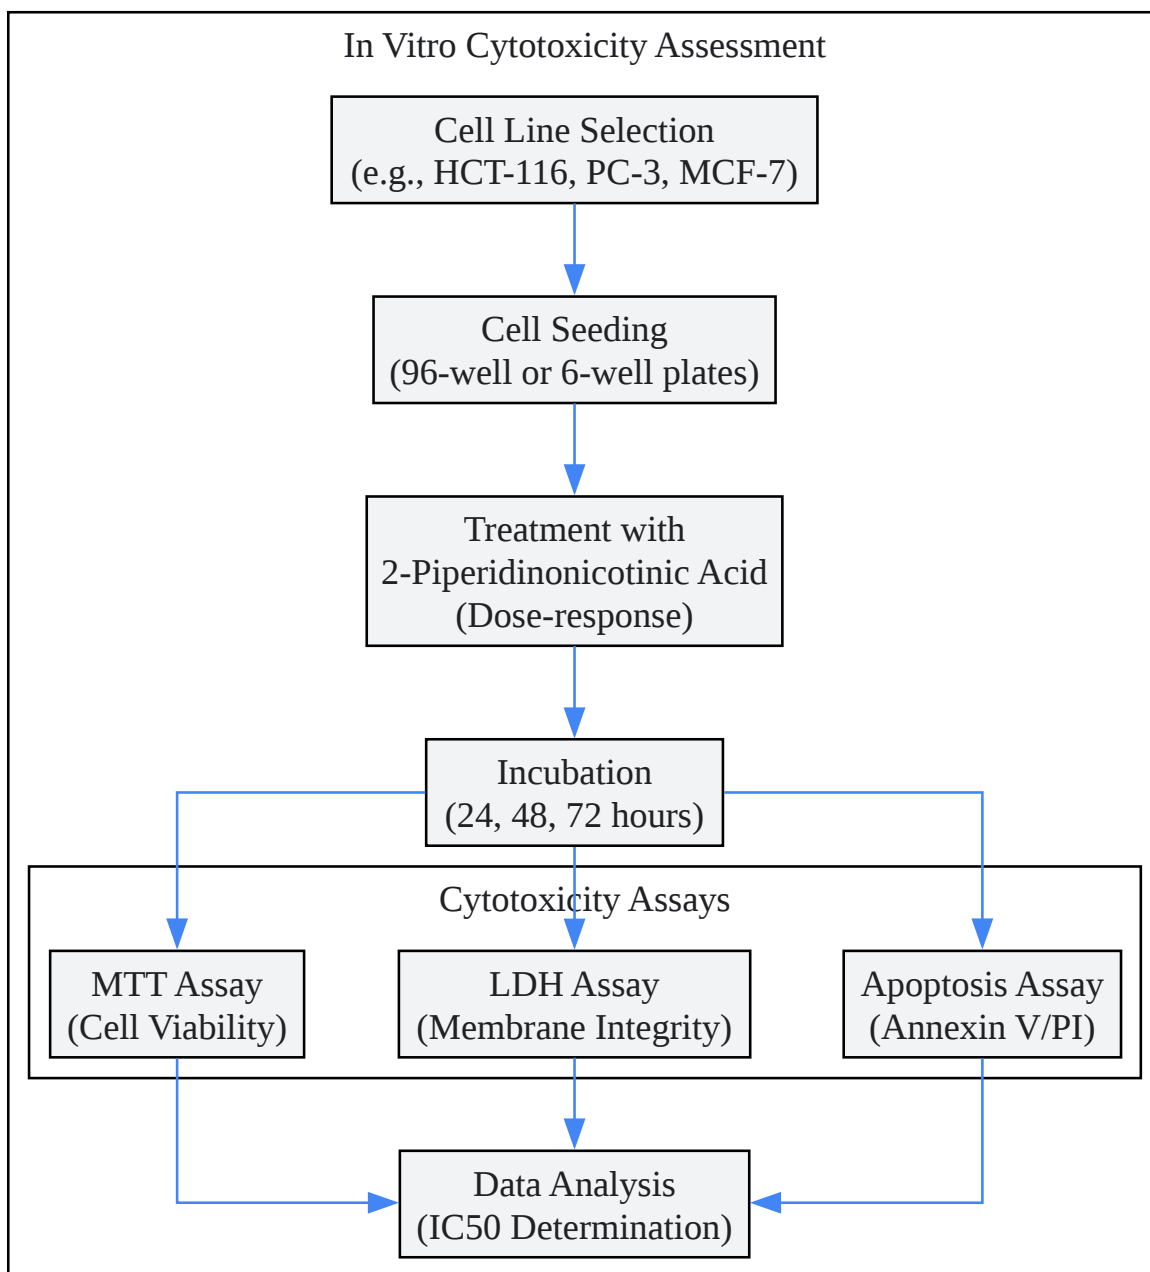 In Vitro Cytotoxicity Assessment
Cell Line Selection
(e.g., HCT-116, PC-3, MCF-7)
Cell Seeding
(96-well or 6-well plates)
Treatment with
2-Piperidinonicotinic Acid
(Dose-response)
Incubation
(24, 48, 72 hours)
Cytotoxicity Assays
MTT Assay
(Cell Viability)
LDH Assay
(Membrane Integrity)
Apoptosis Assay
(Annexin V/PI)
Data Analysis
(IC50 Determination)